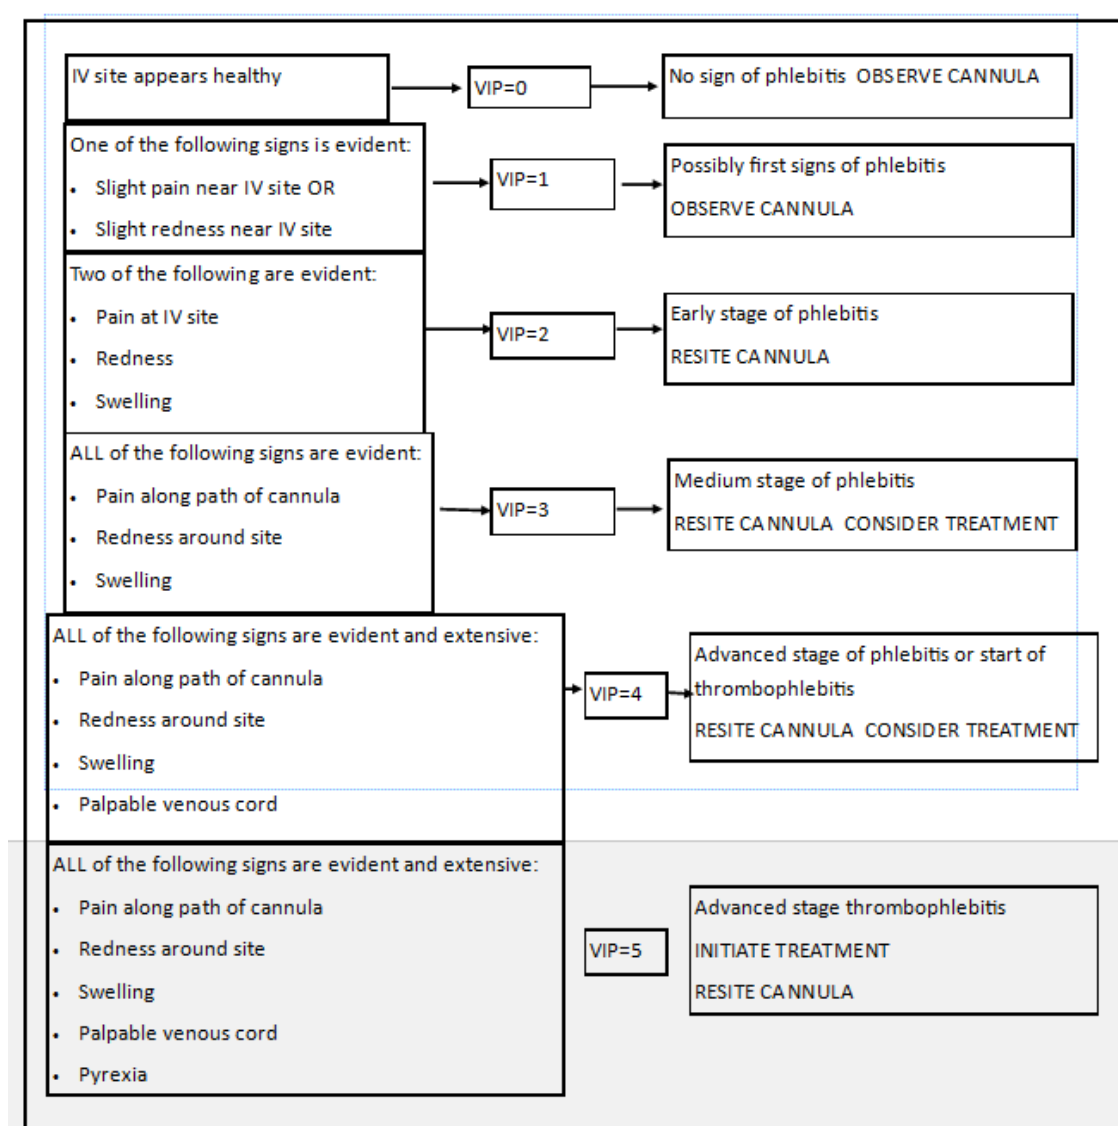 IV site appears healthy
VIP=0
No sign of phlebitis  OBSERVE CANNULA
One of the following signs is evident:
• Slight pain near IV site OR
• Slight redness near IV site
VIP=1
Possibly first signs of phlebitis
OBSERVE CANNULA
Two of the following are evident:
• Pain at IV site
• Redness
• Swelling
VIP=2
Early stage of phlebitis
RESITE CANNULA
ALL of the following signs are evident:
• Pain along path of cannula
• Redness around site
• Swelling
VIP=3
Medium stage of phlebitis
RESITE CANNULA  CONSIDER TREATMENT
ALL of the following signs are evident and extensive:
• Pain along path of cannula
• Redness around site
• Swelling
• Palpable venous cord
VIP=4
Advanced stage of phlebitis or start of
thrombophlebitis
RESITE CANNULA  CONSIDER TREATMENT
ALL of the following signs are evident and extensive:
• Pain along path of cannula
• Redness around site
• Swelling
• Palpable venous cord
• Pyrexia
VIP=5
Advanced stage thrombophlebitis
INITIATE TREATMENT
RESITE CANNULA